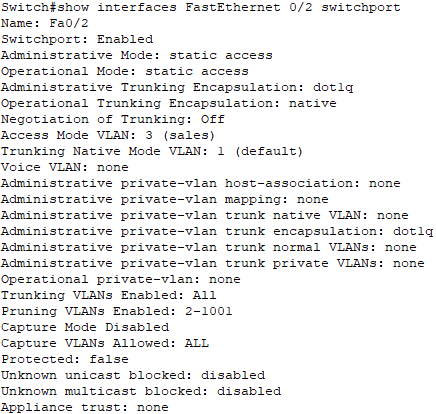 Switch#show interfaces FastEthernet 0/2 switchport
Name: Fa0/2
Switchport: Enabled
Administrative Mode: static access
Operational Mode: static access
Administrative Trunking Encapsulation: dot1q
Operational Trunking Encapsulation: native
Negotiation of Trunking: Off
Access Mode VLAN: 3 (sales)
Trunking Native Mode VLAN: 1 (default)
Voice VLAN: none
Administrative private-vlan host-association: none
Administrative private-vlan mapping: none
Administrative private-vlan trunk native VLAN: none
Administrative private-vlan trunk encapsulation: dot1q
Administrative private-vlan trunk normal VLANs: none
Administrative private-vlan trunk private VLANs: none
Operational private-vlan: none
Trunking VLANs Enabled: All
Pruning VLANs Enabled: 2-1001
Capture Mode Disabled
Capture VLANs Allowed: ALL
Protected: false
Unknown unicast blocked: disabled
Unknown multicast blocked: disabled
Appliance trust: none